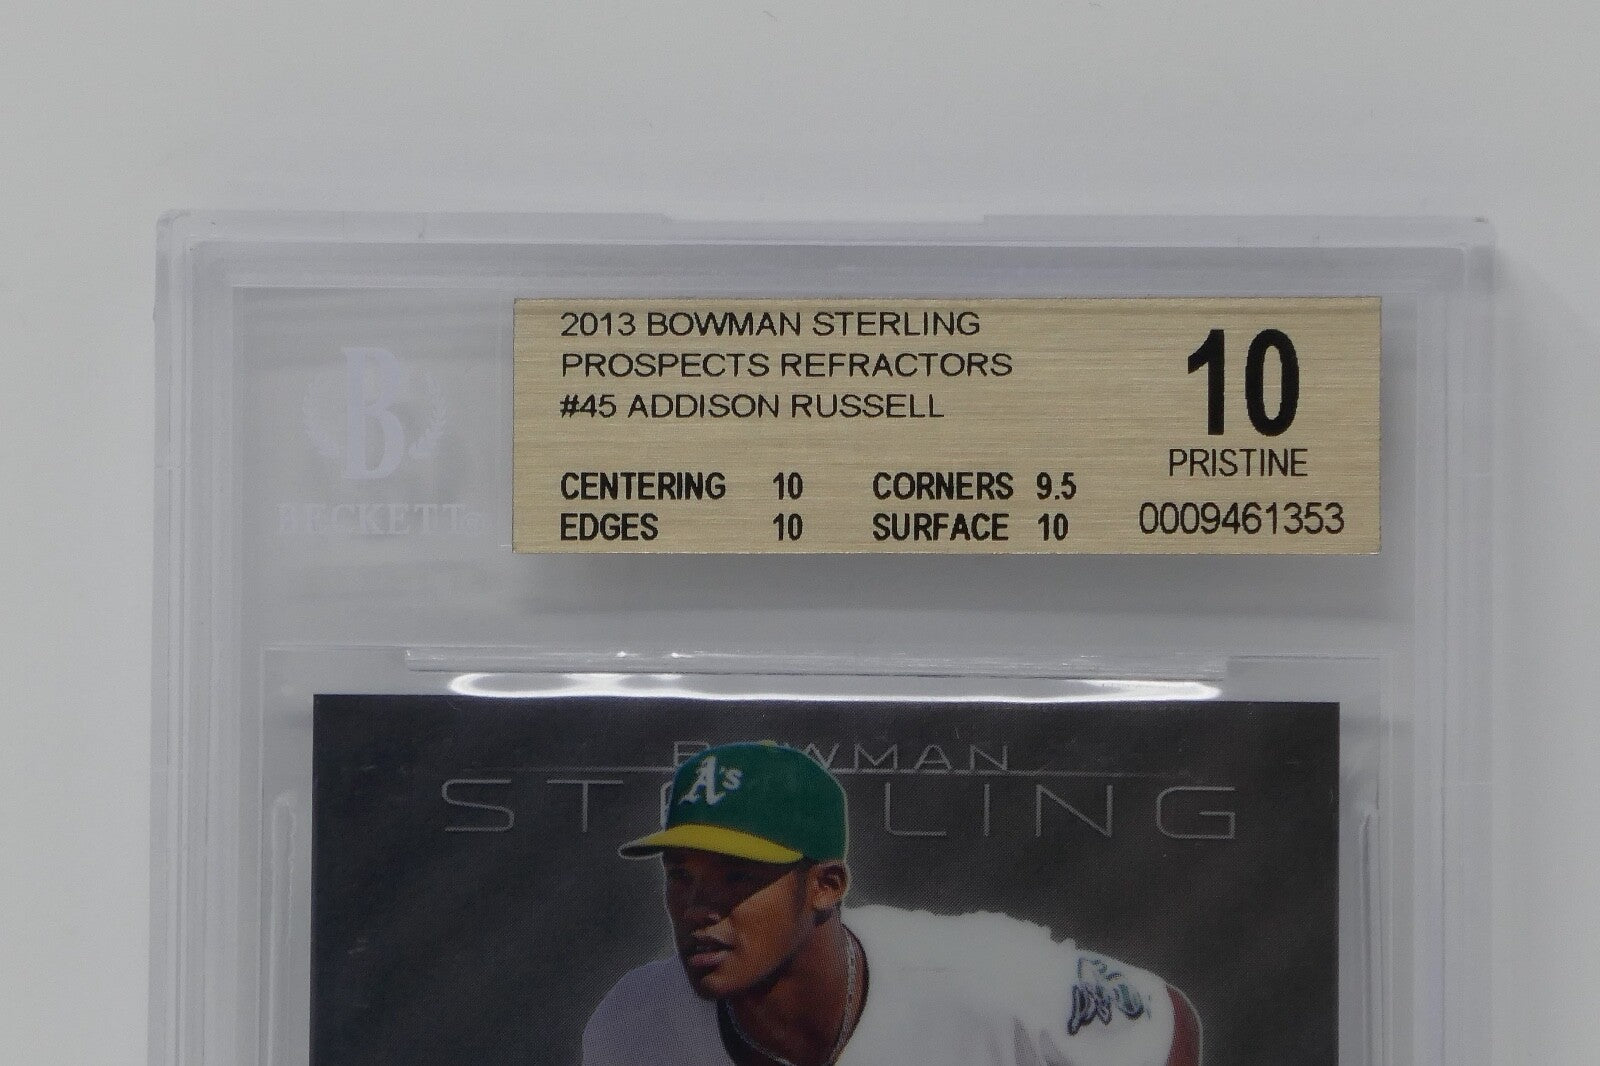 2013 BOWMAN STERLING
PROSPECTS REFRACTORS
#45 ADDISON RUSSELL
10
PRISTINE
0009461353
CENTERING 10 CORNERS 9.5
EDGES 10 SURFACE 10
B
BECKETT
BOWMAN
STERLING
A's